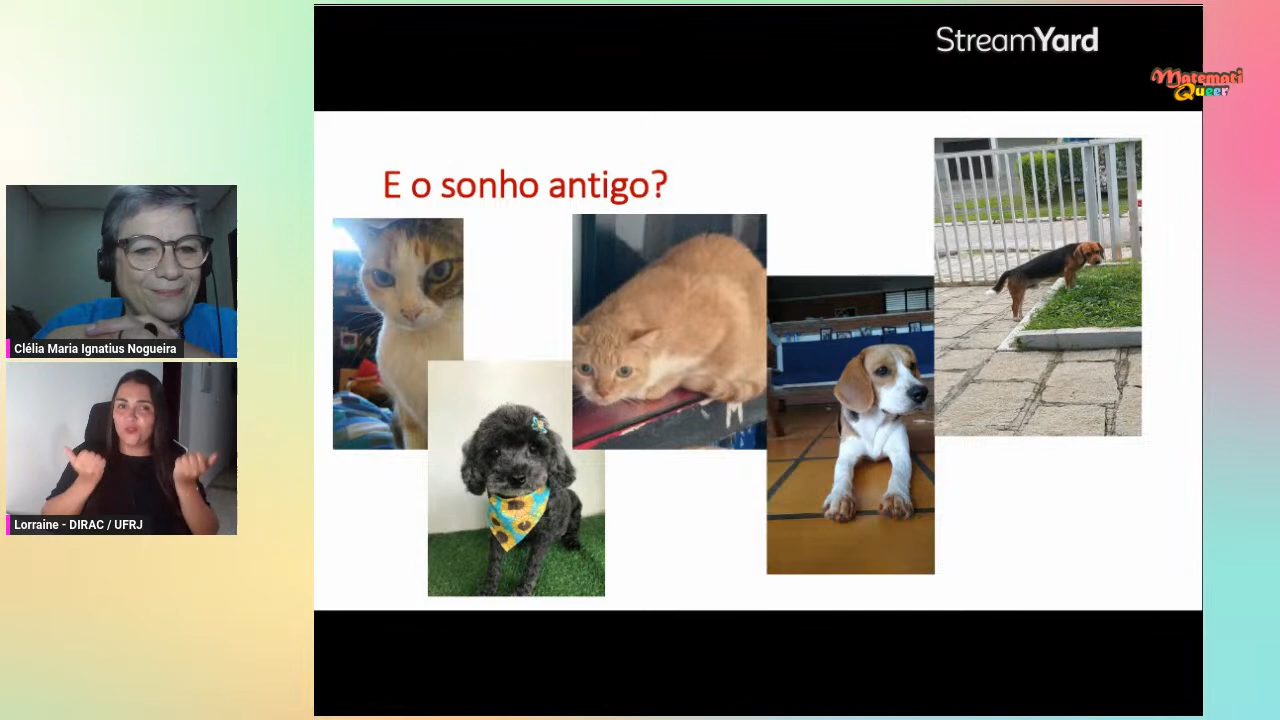 StreamYard
Matemati
Queer
E o sonho antigo?
Clélia Maria Ignatius Nogueira
Lorraine - DIRAC / UFRJ